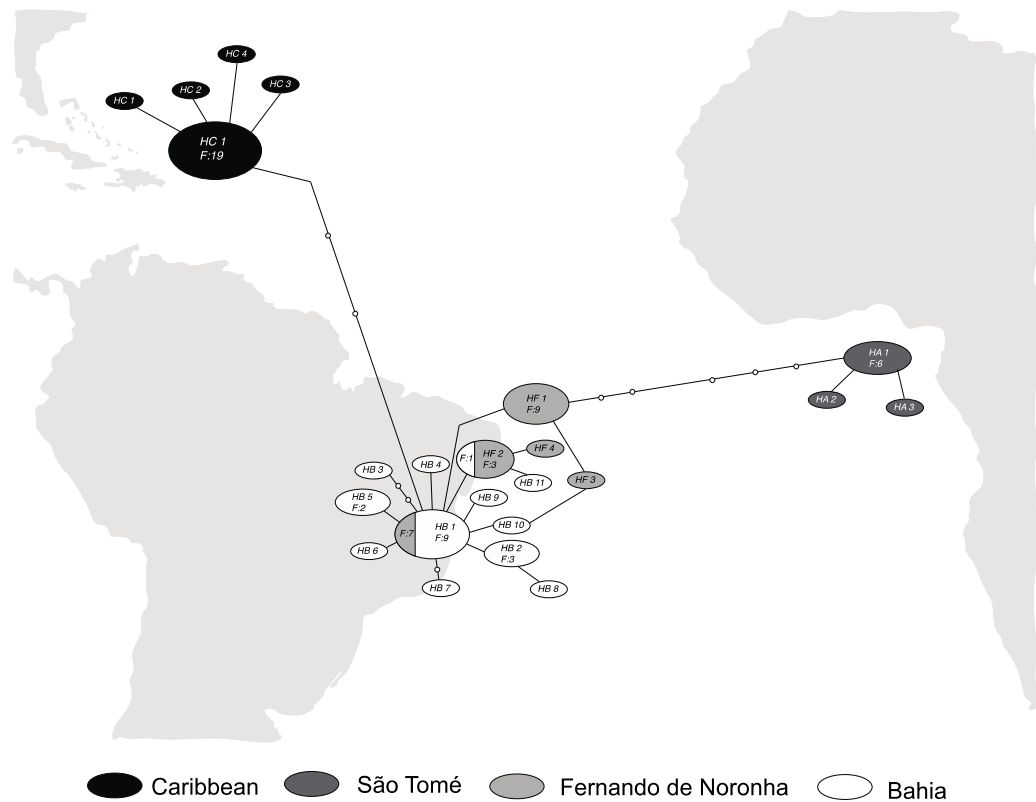 HC 4
HC 2
HC 3
HC 1
HC 1
F:19
HA 1
F:6
HA 2
HA 3
HF 1
F:9
HF 4
F:1
HF 2
F:3
HB 4
HB 3
HF 3
HB 11
HB 5
F:2
HB 9
HB 10
F:7
HB 1
F:9
HB 6
HB 2
F:3
HB 7
HB 8
Caribbean
São Tomé
Fernando de Noronha
Bahia